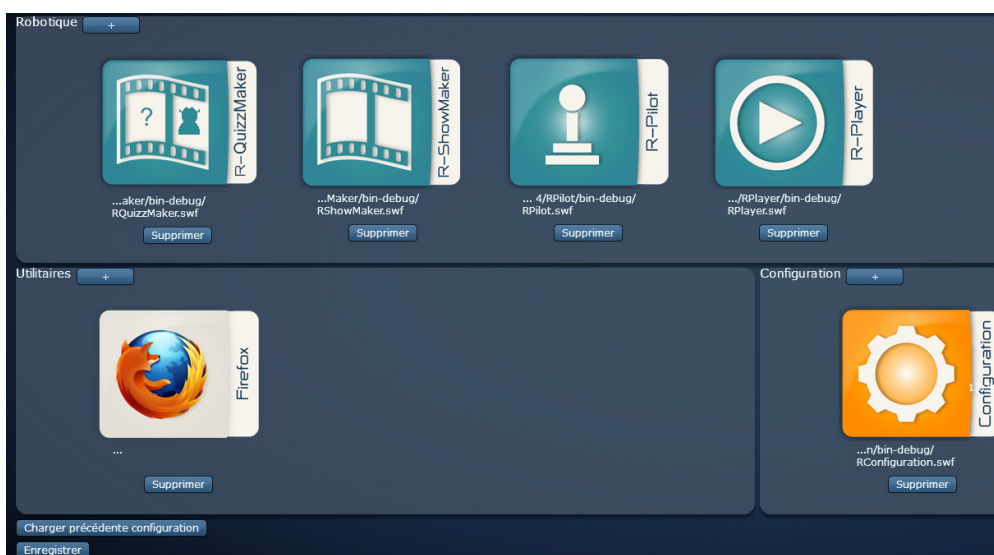 Robotique +
R-QuizzMaker
R-ShowMaker
R-Pilot
R-Player
?
...aker/bin-debug/
RQuizzMaker.swf
Supprimer
...Maker/bin-debug/
RShowMaker.swf
Supprimer
... 4/RPilot/bin-debug/
RPilot.swf
Supprimer
.../RPlayer/bin-debug/
RPlayer.swf
Supprimer
Utilitaires +
Firefox
...
Supprimer
Configuration +
Configuration
...n/bin-debug/
RConfiguration.swf
Supprimer
Charger précédente configuration
Enregistrer